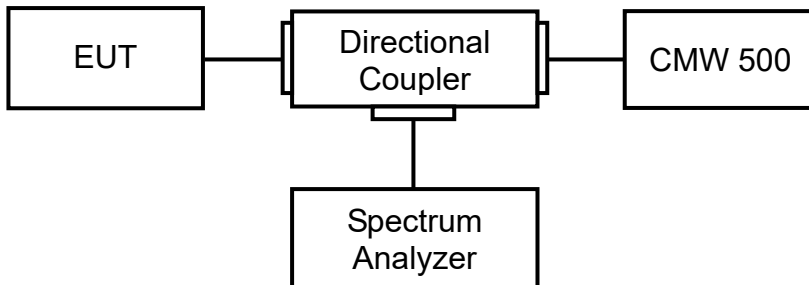 EUT
Directional
Coupler
CMW 500
Spectrum
Analyzer